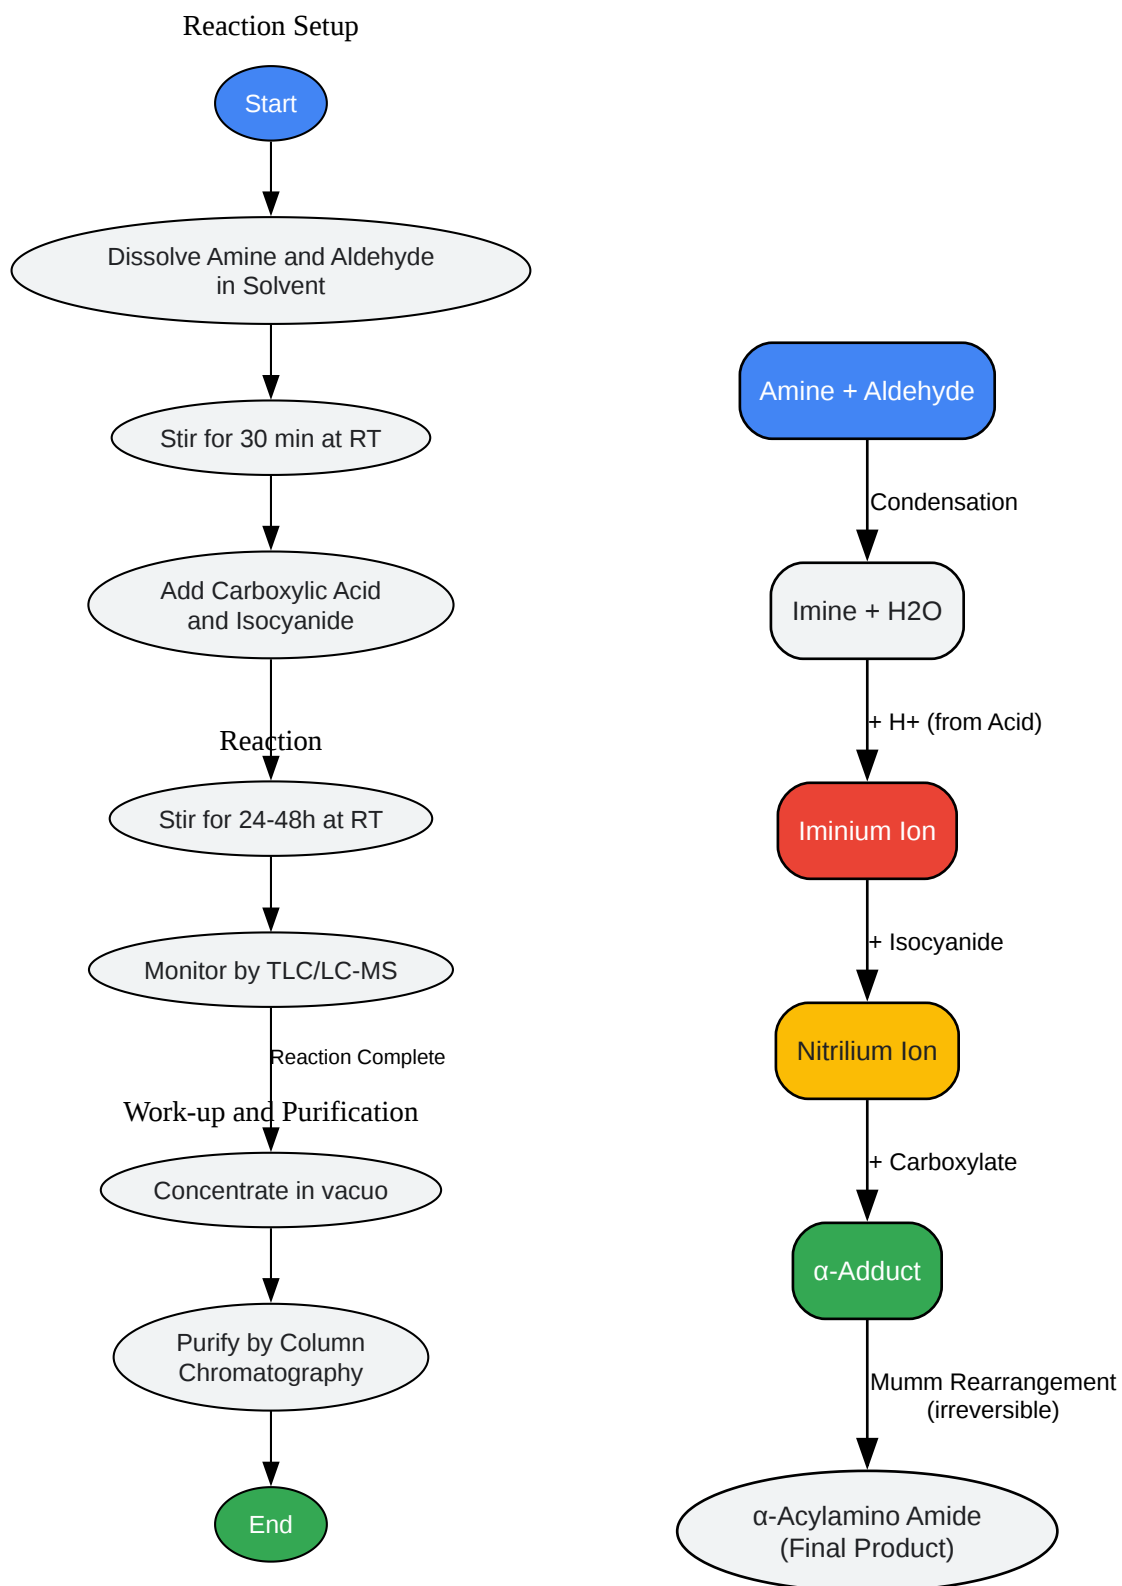 Reaction Setup
Start
Dissolve Amine and Aldehyde
in Solvent
Stir for 30 min at RT
Add Carboxylic Acid
and Isocyanide
Reaction
Stir for 24-48h at RT
Monitor by TLC/LC-MS
Reaction Complete
Work-up and Purification
Concentrate in vacuo
Purify by Column
Chromatography
End
Amine + Aldehyde
Condensation
Imine + H2O
+ H+ (from Acid)
Iminium Ion
+ Isocyanide
Nitrilium Ion
+ Carboxylate
α-Adduct
Mumm Rearrangement
(irreversible)
α-Acylamino Amide
(Final Product)